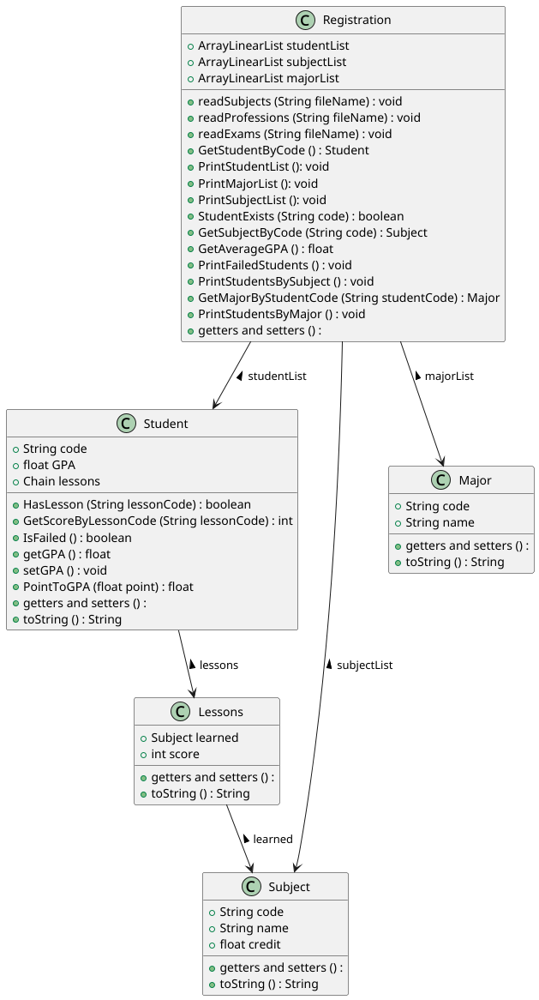 C Registration
ArrayLinearList studentList
ArrayLinearList subjectList
ArrayLinearList majorList
readSubjects (String fileName) : void
readProfessions (String fileName) : void
readExams (String fileName) : void
GetStudentByCode () : Student
PrintStudentList (): void
PrintMajorList (): void
PrintSubjectList (): void
StudentExists (String code) : boolean
GetSubjectByCode (String code) : Subject
GetAverageGPA () : float
PrintFailedStudents () : void
PrintStudentsBySubject () : void
GetMajorByStudentCode (String studentCode) : Major
PrintStudentsByMajor () : void
getters and setters () :
studentList
majorList
C Student
String code
float GPA
Chain lessons
HasLesson (String lessonCode) : boolean
GetScoreByLessonCode (String lessonCode) : int
IsFailed () : boolean
getGPA () : float
setGPA () : void
PointToGPA (float point) : float
getters and setters () :
toString () : String
C Major
String code
String name
getters and setters () :
toString () : String
lessons
subjectList
C Lessons
Subject learned
int score
getters and setters () :
toString () : String
learned
C Subject
String code
String name
float credit
getters and setters () :
toString () : String